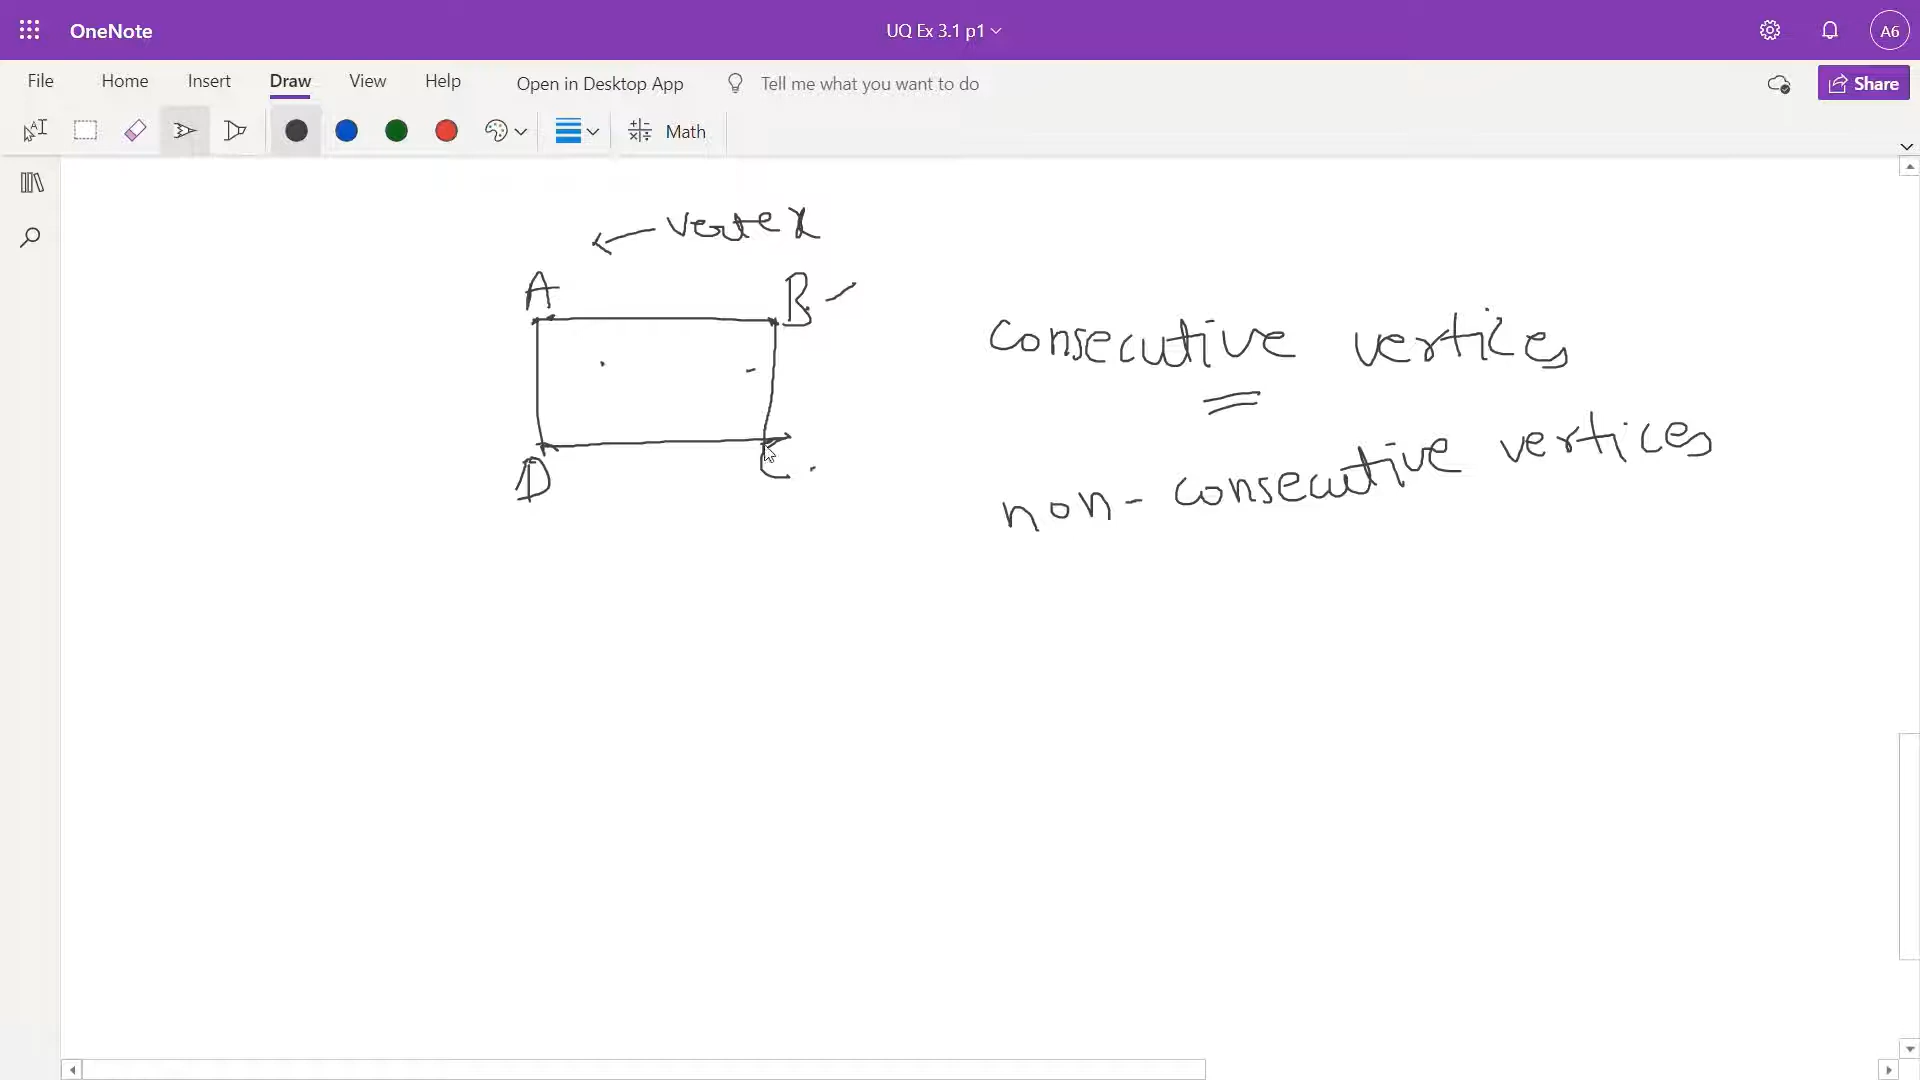 OneNote
UQ Ex 3.1 p1
A6
File Home Insert Draw View Help Open in Desktop App Tell me what you want to do
Share
Math
← vertex
A B
consecutive vertices
D C
non-consecutive vertices